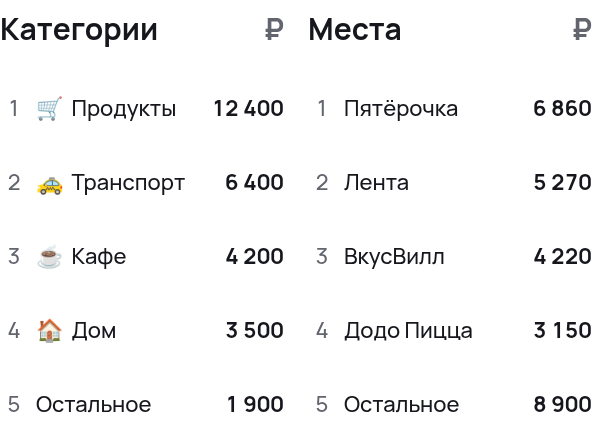 Категории ₽
1 🛒 Продукты 12 400
2 🚕 Транспорт 6 400
3 ☕ Кафе 4 200
4 🏠 Дом 3 500
5 Остальное 1 900
Места ₽
1 Пятёрочка 6 860
2 Лента 5 270
3 ВкусВилл 4 220
4 Додо Пицца 3 150
5 Остальное 8 900